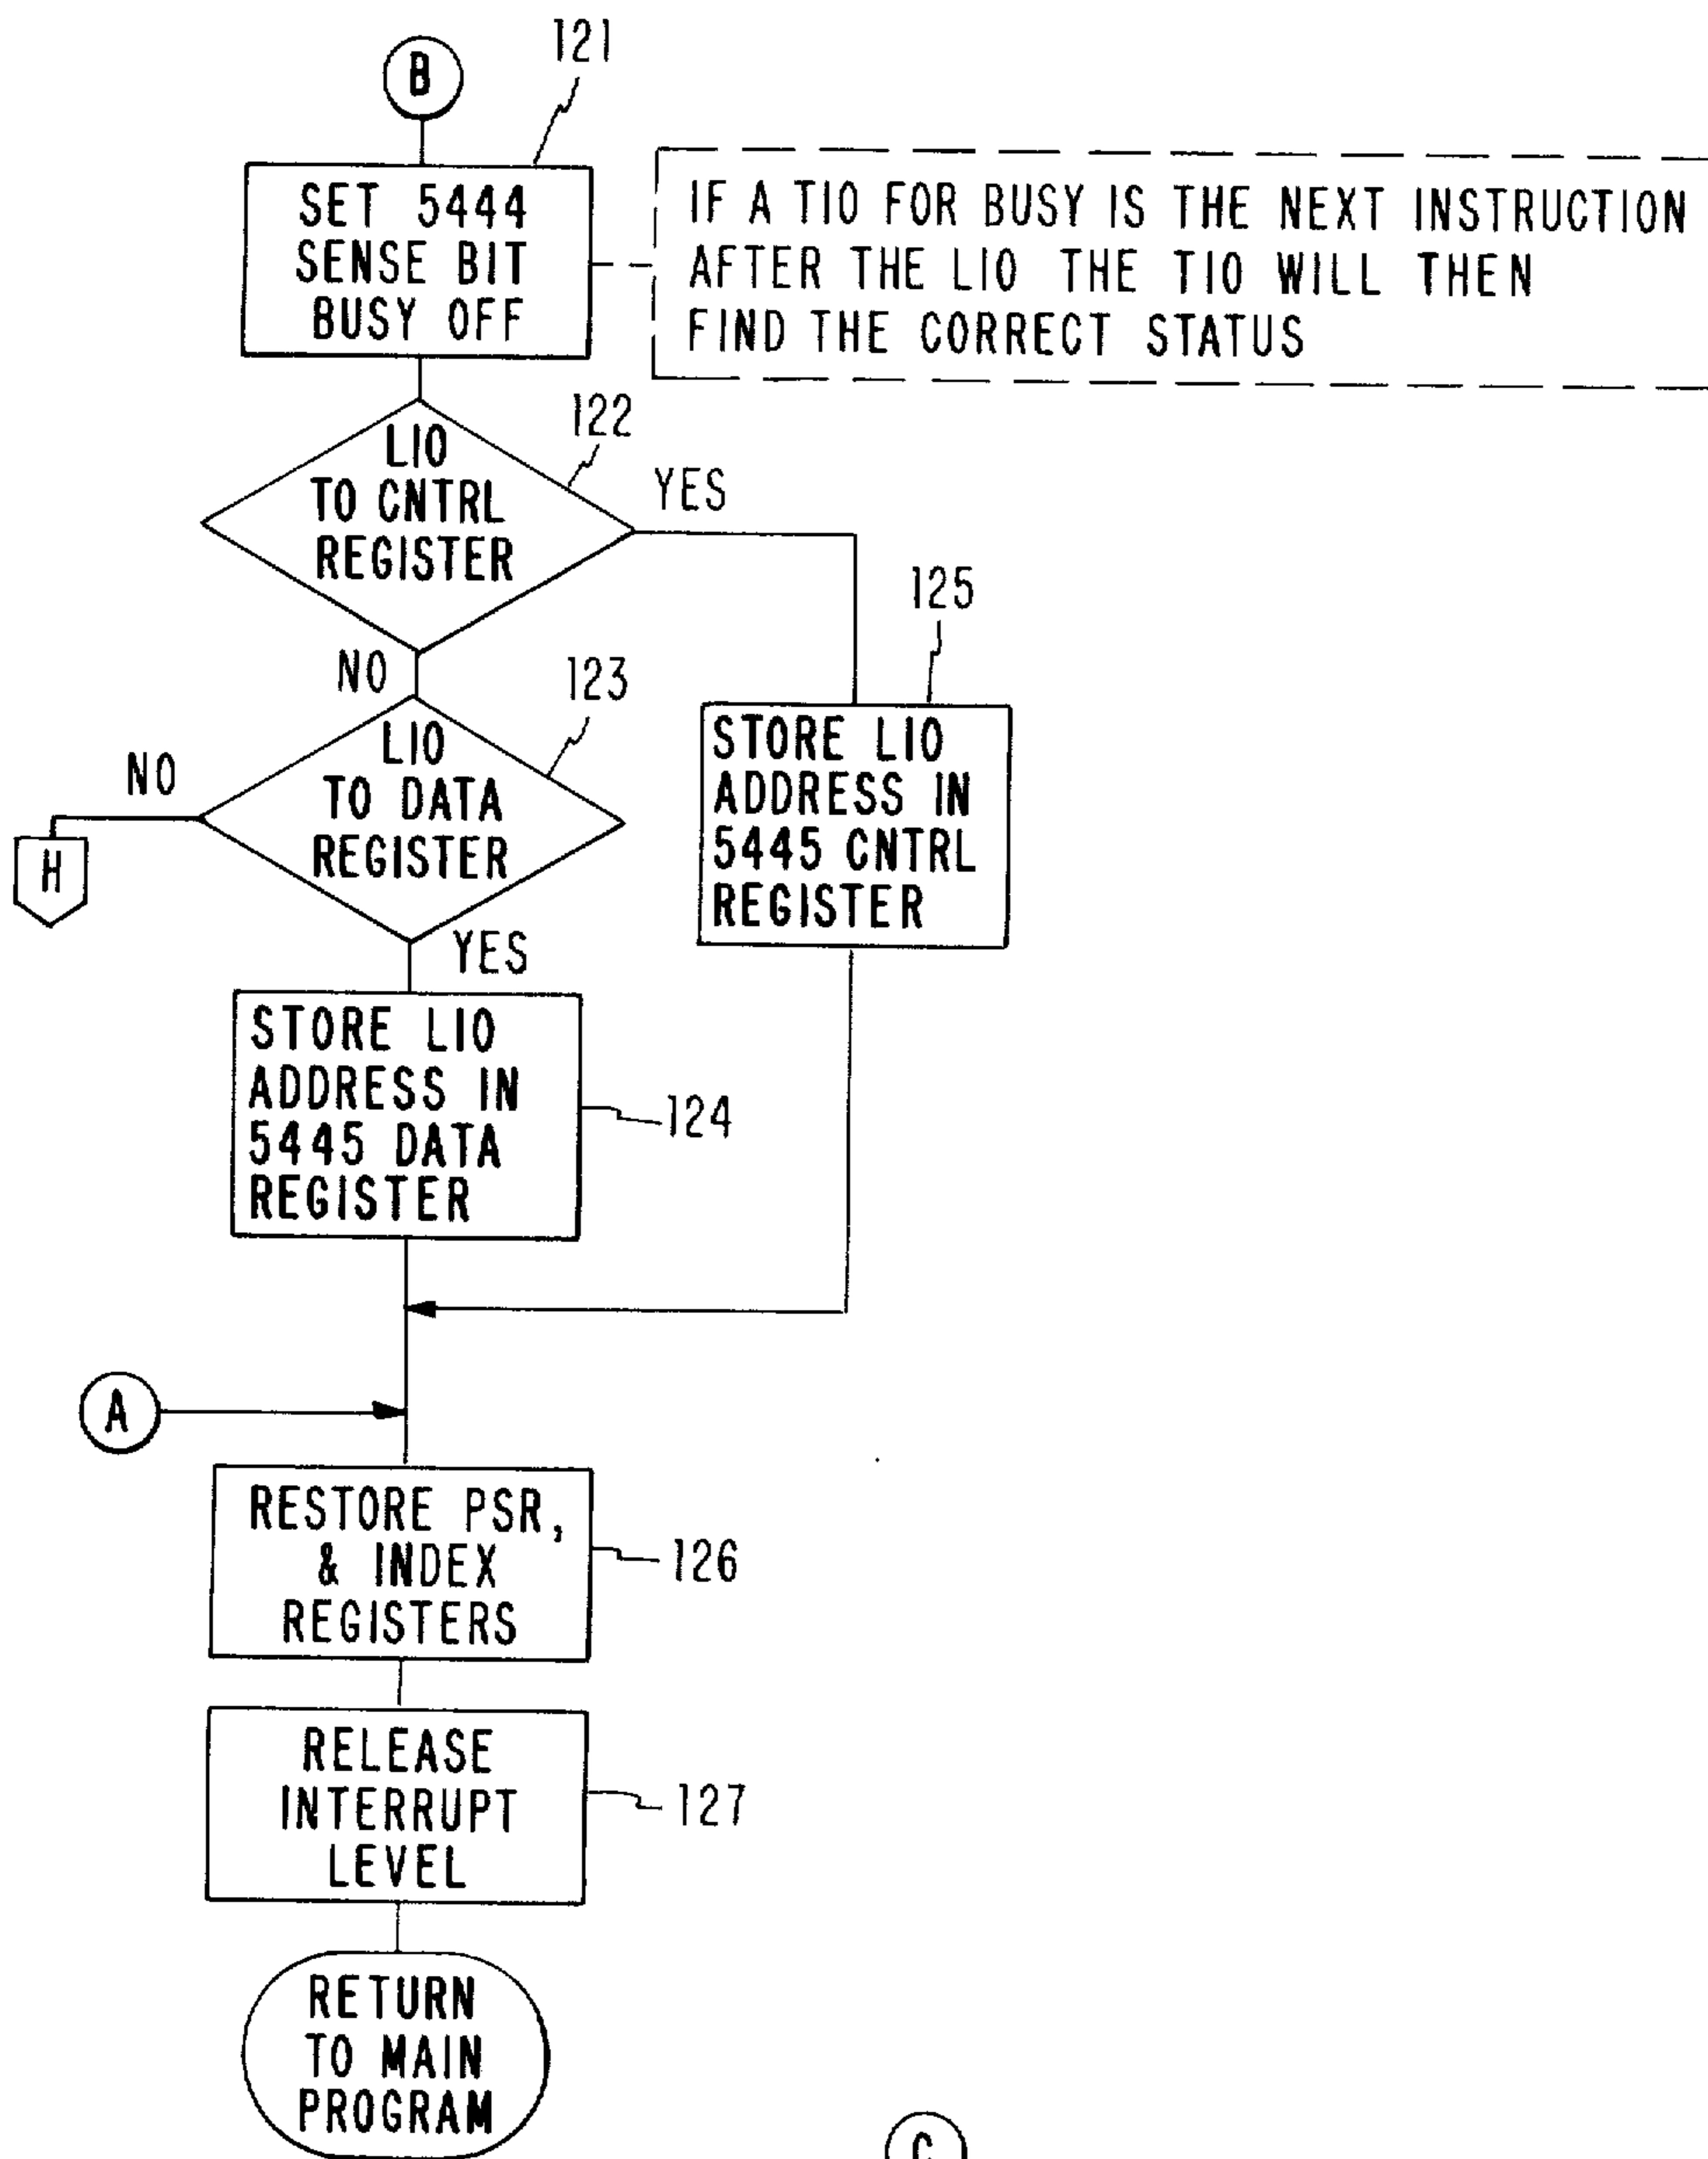 121
B
SET 5444
SENSE BIT
BUSY OFF
IF A TIO FOR BUSY IS THE NEXT INSTRUCTION
AFTER THE LIO THE TIO WILL THEN
FIND THE CORRECT STATUS
122
LIO
TO CNTRL
REGISTER
YES
NO
125
STORE LIO
ADDRESS IN
5445 CNTRL
REGISTER
123
LIO
TO DATA
REGISTER
NO
H
YES
STORE LIO
ADDRESS IN
5445 DATA
REGISTER
124
A
RESTORE PSR,
& INDEX
REGISTERS
126
RELEASE
INTERRUPT
LEVEL
127
RETURN
TO MAIN
PROGRAM